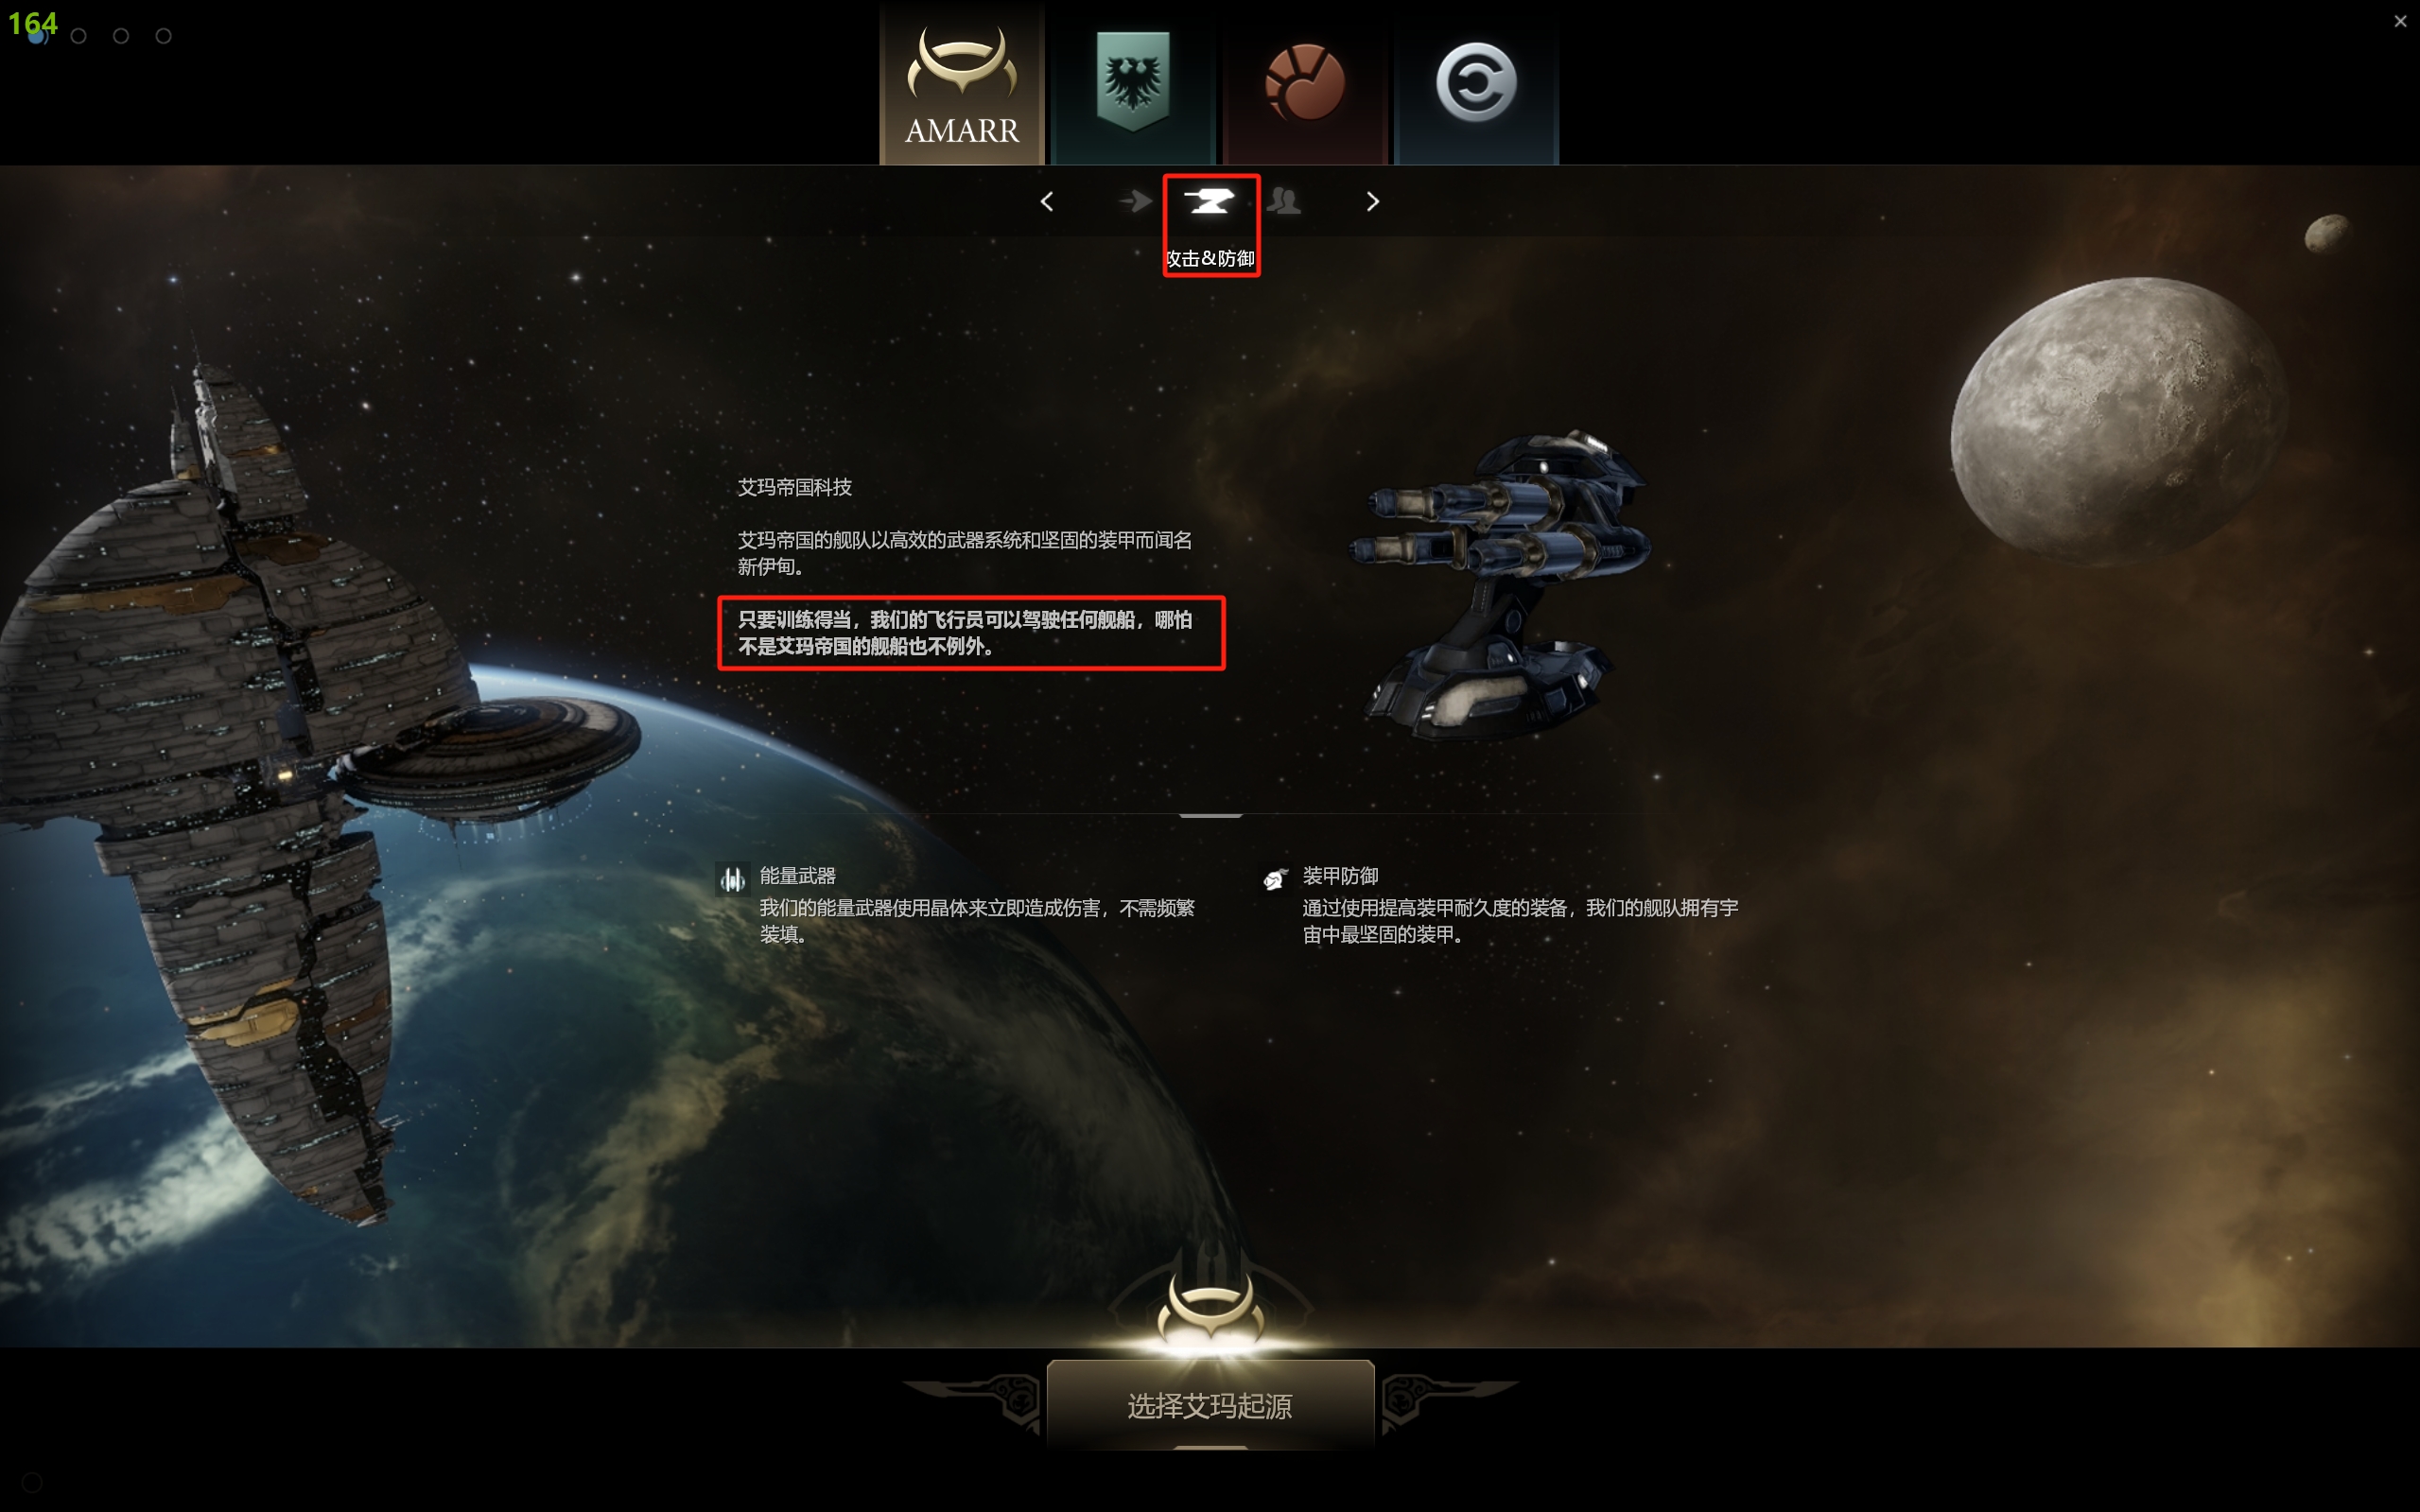 164
AMARR
攻击&防御
艾玛帝国科技
艾玛帝国的舰队以高效的武器系统和坚固的装甲而闻名
新伊甸。
只要训练得当，我们的飞行员可以驾驶任何舰船，哪怕
不是艾玛帝国的舰船也不例外。
能量武器
我们的能量武器使用晶体来立即造成伤害，不需频繁
装填。
装甲防御
通过使用提高装甲耐久度的装备，我们的舰队拥有宇
宙中最坚固的装甲。
选择艾玛起源